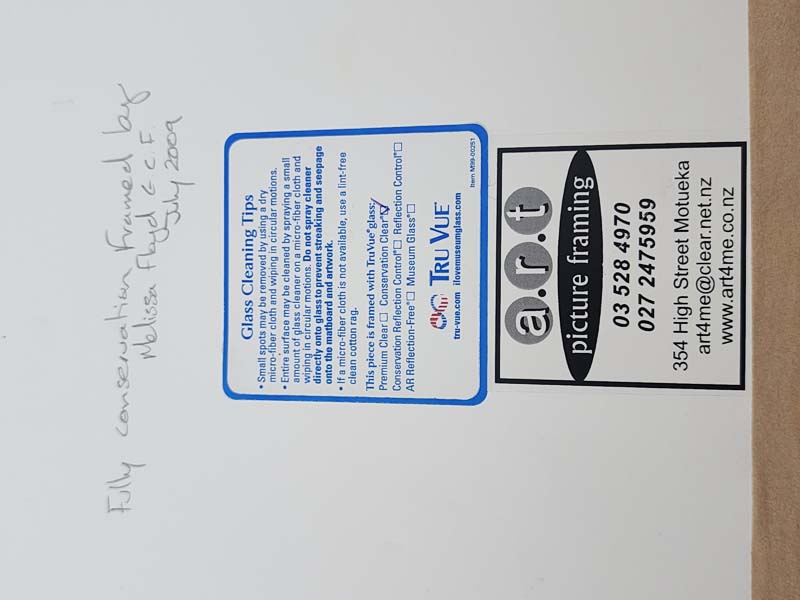 Fully conservation framed by
Melissa Floyd G C F
July 2009
Glass Cleaning Tips
• Small spots may be removed by using a dry
micro-fiber cloth and wiping in circular motions.
• Entire surface may be cleaned by spraying a small
amount of glass cleaner on a micro-fiber cloth and
wiping in circular motions. Do not spray cleaner
directly onto glass to prevent streaking and seepage
onto the matboard and artwork.
• If a micro-fiber cloth is not available, use a lint-free
clean cotton rag.
This piece is framed with TruVue® glass:
Premium Clear ☐ Conservation Clear® ☑
Conservation Reflection Control® ☐ Reflection Control® ☐
AR Reflection-Free® ☐ Museum Glass® ☐
TRU VUE®
tru-vue.com ilovemuseumglass.com
Item M99-00251
a.r.t
picture framing
03 528 4970
027 2475959
354 High Street Motueka
art4me@clear.net.nz
www.art4me.co.nz